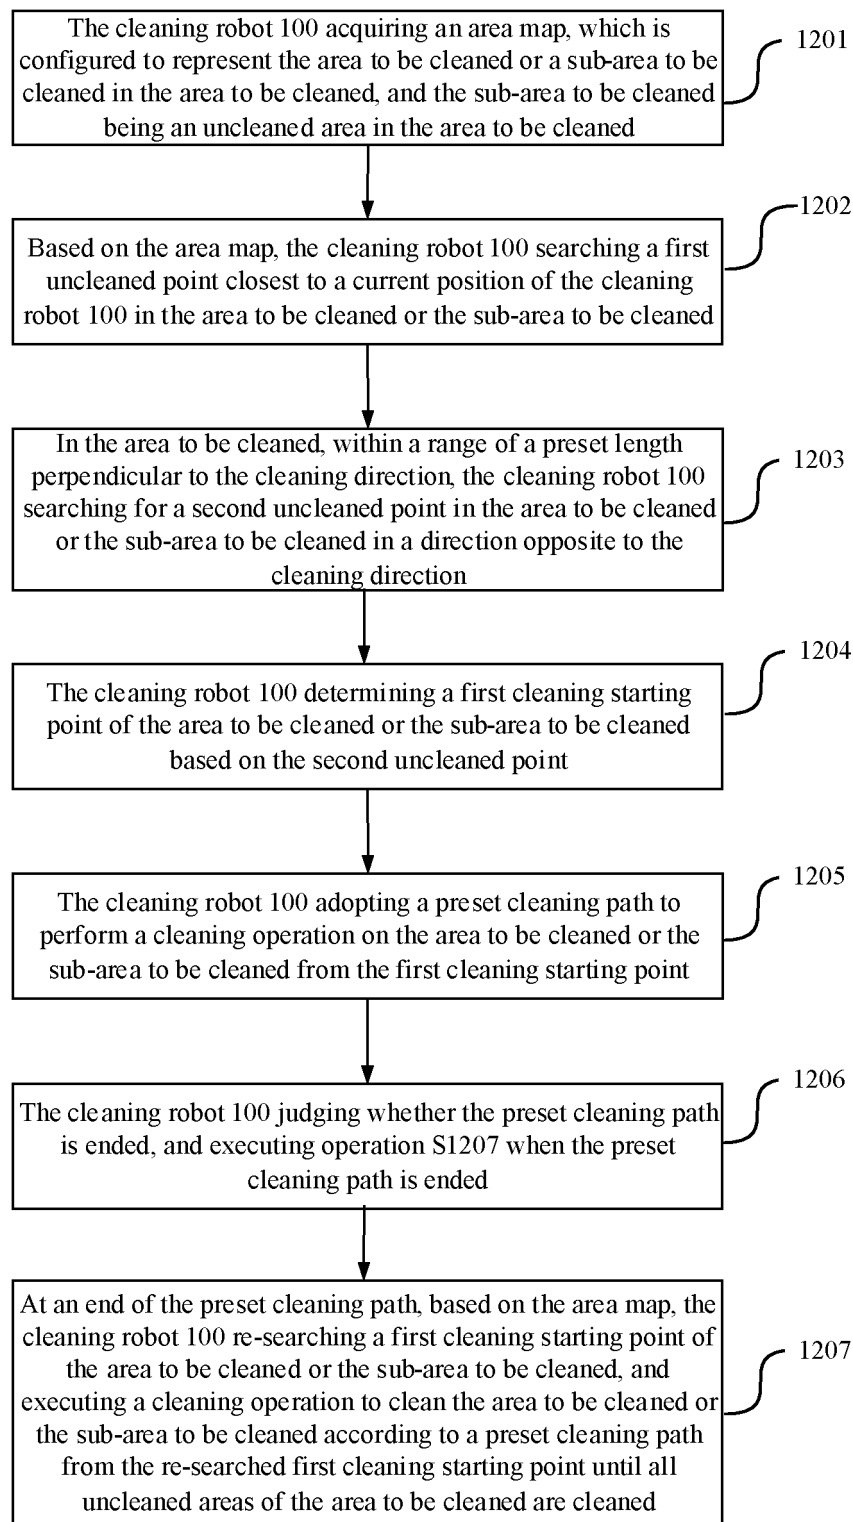 The cleaning robot 100 acquiring an area map, which is
configured to represent the area to be cleaned or a sub-area to be
cleaned in the area to be cleaned, and the sub-area to be cleaned
being an uncleaned area in the area to be cleaned
1201
Based on the area map, the cleaning robot 100 searching a first
uncleaned point closest to a current position of the cleaning
robot 100 in the area to be cleaned or the sub-area to be cleaned
1202
In the area to be cleaned, within a range of a preset length
perpendicular to the cleaning direction, the cleaning robot 100
searching for a second uncleaned point in the area to be cleaned
or the sub-area to be cleaned in a direction opposite to the
cleaning direction
1203
The cleaning robot 100 determining a first cleaning starting
point of the area to be cleaned or the sub-area to be cleaned
based on the second uncleaned point
1204
The cleaning robot 100 adopting a preset cleaning path to
perform a cleaning operation on the area to be cleaned or the
sub-area to be cleaned from the first cleaning starting point
1205
The cleaning robot 100 judging whether the preset cleaning path
is ended, and executing operation S1207 when the preset
cleaning path is ended
1206
At an end of the preset cleaning path, based on the area map, the
cleaning robot 100 re-searching a first cleaning starting point of
the area to be cleaned or the sub-area to be cleaned, and
executing a cleaning operation to clean the area to be cleaned or
the sub-area to be cleaned according to a preset cleaning path
from the re-searched first cleaning starting point until all
uncleaned areas of the area to be cleaned are cleaned
1207